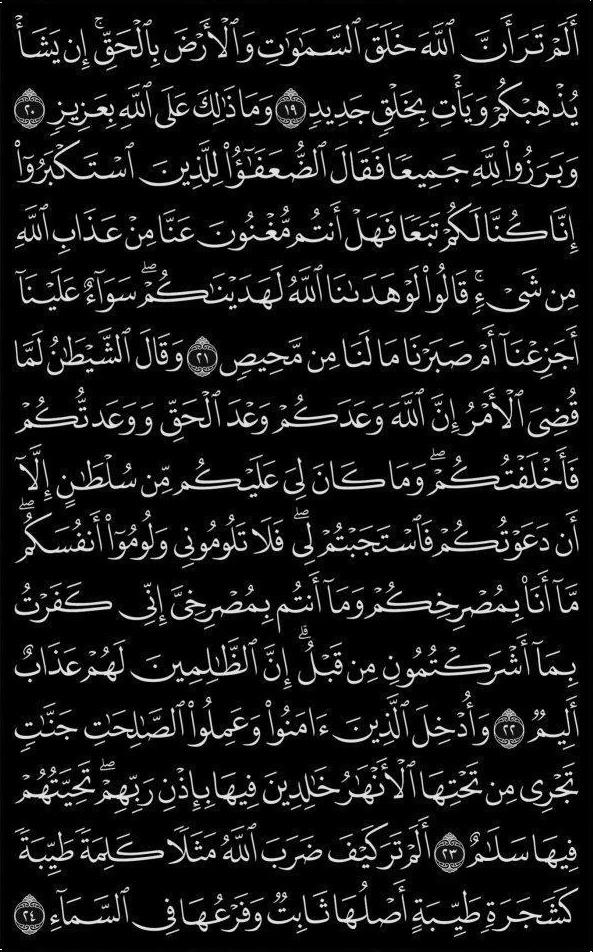 أَلَمْ تَرَ أَنَّ ٱللَّهَ خَلَقَ ٱلسَّمَٰوَٰتِ وَٱلْأَرْضَ بِٱلْحَقِّ ۚ إِن يَشَأْ
يُذْهِبْكُمْ وَيَأْتِ بِخَلْقٍ جَدِيدٍ ١٩ وَمَا ذَٰلِكَ عَلَى ٱللَّهِ بِعَزِيزٍ ٢٠
وَبَرَزُوا۟ لِلَّهِ جَمِيعًا فَقَالَ ٱلضُّعَفَٰٓؤُا۟ لِلَّذِينَ ٱسْتَكْبَرُوٓا۟
إِنَّا كُنَّا لَكُمْ تَبَعًا فَهَلْ أَنتُم مُّغْنُونَ عَنَّا مِنْ عَذَابِ ٱللَّهِ
مِن شَىْءٍ ۚ قَالُوا۟ لَوْ هَدَىٰنَا ٱللَّهُ لَهَدَيْنَٰكُمْ ۖ سَوَآءٌ عَلَيْنَآ
أَجَزِعْنَآ أَمْ صَبَرْنَا مَا لَنَا مِن مَّحِيصٍ ٢١ وَقَالَ ٱلشَّيْطَٰنُ لَمَّا
قُضِىَ ٱلْأَمْرُ إِنَّ ٱللَّهَ وَعَدَكُمْ وَعْدَ ٱلْحَقِّ وَوَعَدتُّكُمْ
فَأَخْلَفْتُكُمْ ۖ وَمَا كَانَ لِىَ عَلَيْكُم مِّن سُلْطَٰنٍ إِلَّآ
أَن دَعَوْتُكُمْ فَٱسْتَجَبْتُمْ لِى ۖ فَلَا تَلُومُونِى وَلُومُوٓا۟ أَنفُسَكُم ۖ
مَّآ أَنَا۠ بِمُصْرِخِكُمْ وَمَآ أَنتُم بِمُصْرِخِىَّ ۖ إِنِّى كَفَرْتُ
بِمَآ أَشْرَكْتُمُونِ مِن قَبْلُ ۗ إِنَّ ٱلظَّٰلِمِينَ لَهُمْ عَذَابٌ
أَلِيمٌ ٢٢ وَأُدْخِلَ ٱلَّذِينَ ءَامَنُوا۟ وَعَمِلُوا۟ ٱلصَّٰلِحَٰتِ جَنَّٰتٍ
تَجْرِى مِن تَحْتِهَا ٱلْأَنْهَٰرُ خَٰلِدِينَ فِيهَا بِإِذْنِ رَبِّهِمْ ۖ تَحِيَّتُهُمْ
فِيهَا سَلَٰمٌ ٢٣ أَلَمْ تَرَ كَيْفَ ضَرَبَ ٱللَّهُ مَثَلًا كَلِمَةً طَيِّبَةً
كَشَجَرَةٍ طَيِّبَةٍ أَصْلُهَا ثَابِتٌ وَفَرْعُهَا فِى ٱلسَّمَآءِ ٢٤